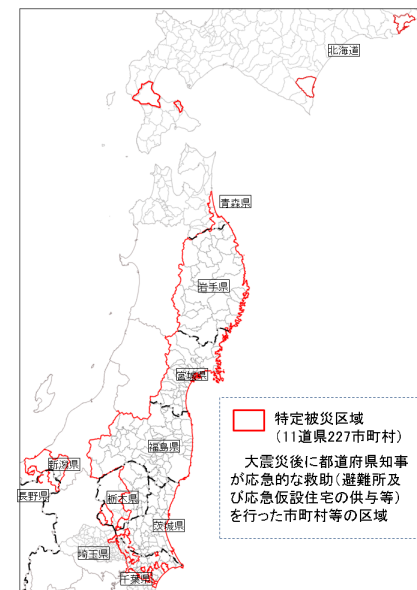 北海道
青森県
岩手県
宮城県
特定被災区域
（11道県227市町村）
福島県
大震災後に都道府県知事
が応急的な救助（避難所及
び応急仮設住宅の供与等）
を行った市町村等の区域
新潟県
長野県
栃木県
茨城県
埼玉県
千葉県